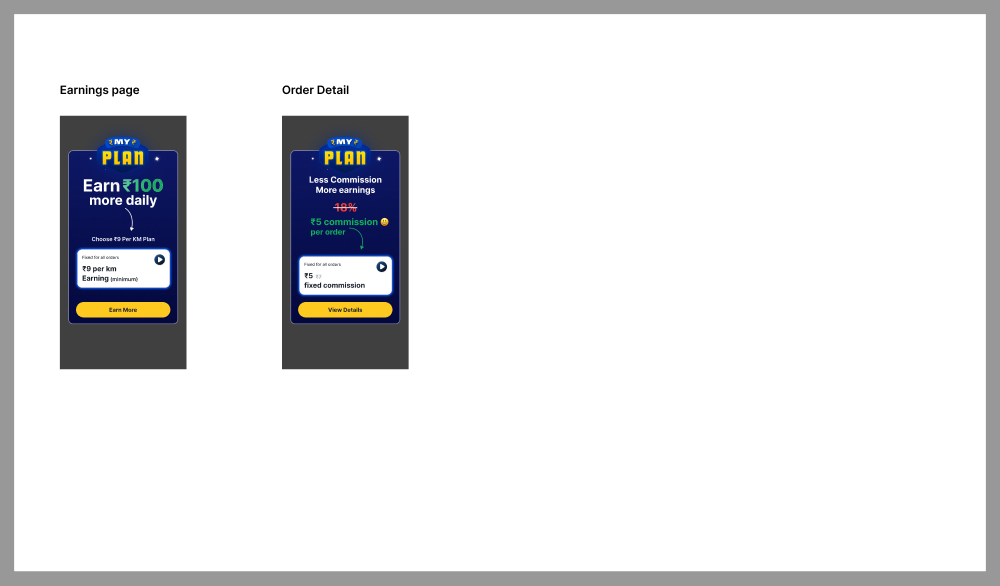 Earnings page
MY
PLAN
Earn ₹100
more daily
Choose ₹9 Per KM Plan
Fixed for all orders
₹9 per km
Earning (minimum)
Earn More
Order Detail
MY
PLAN
Less Commission
More earnings
18%
₹5 commission 😀
per order
Fixed for all orders
₹5
fixed commission
View Details